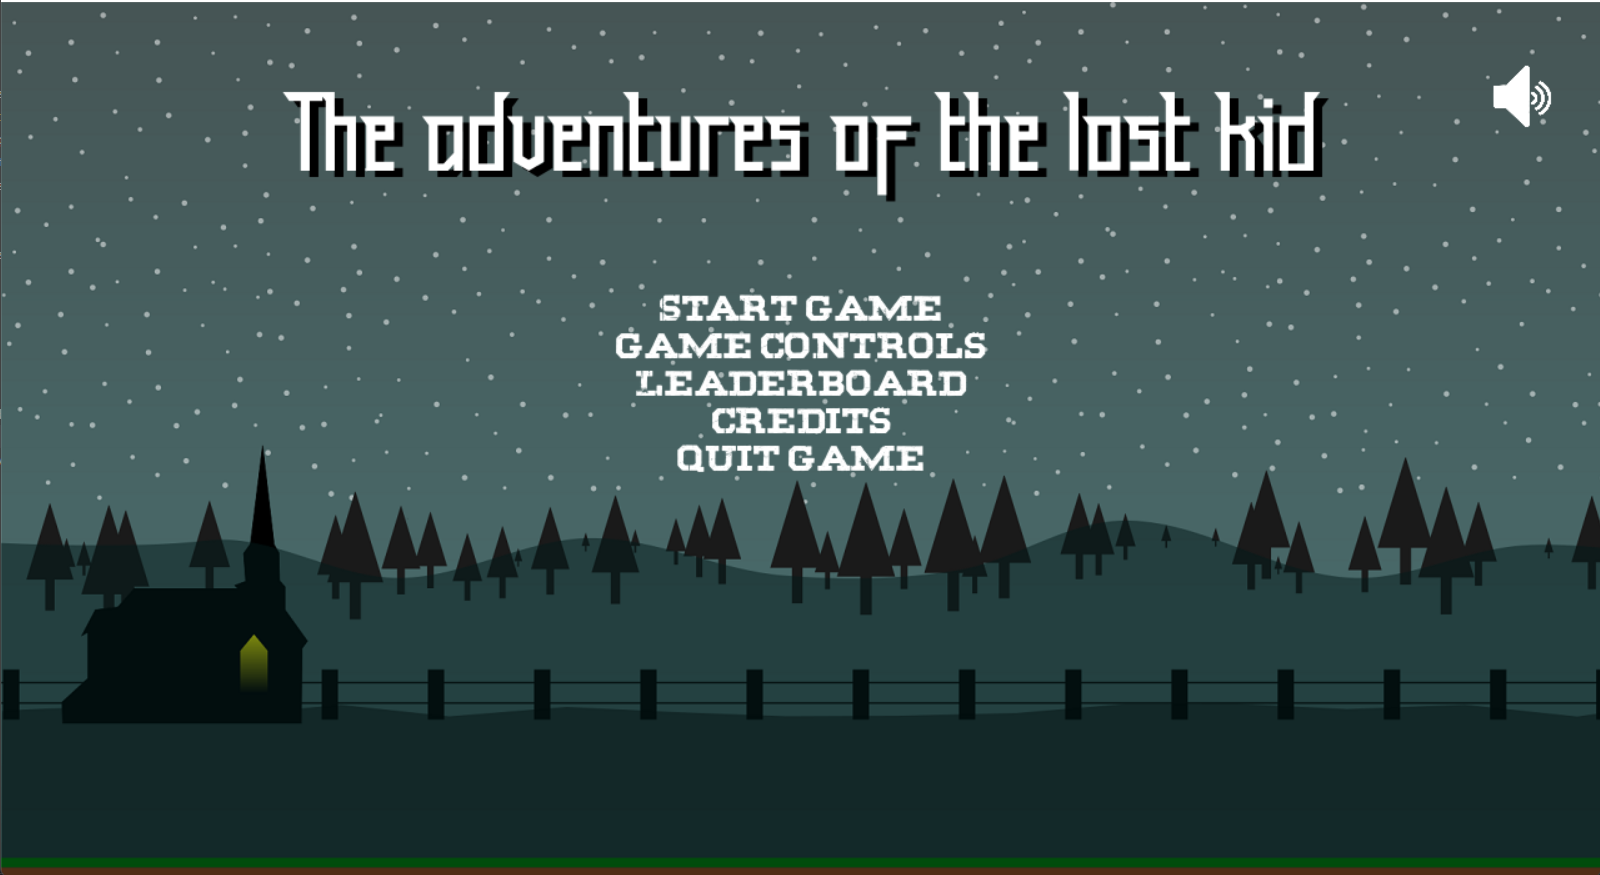 The adventures of the lost kid
START GAME
GAME CONTROLS
LEADERBOARD
CREDITS
QUIT GAME